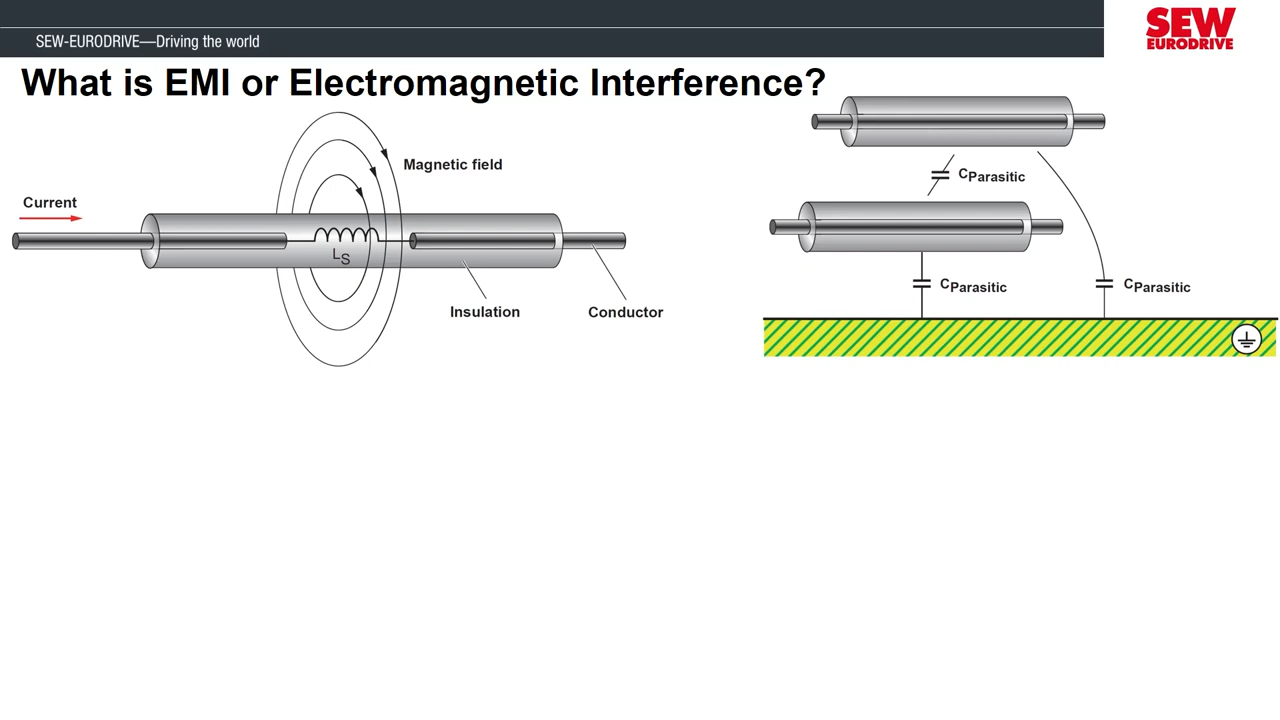 SEW-EURODRIVE—Driving the world
SEW
EURODRIVE
What is EMI or Electromagnetic Interference?
Magnetic field
Current
LS
Insulation
Conductor
CParasitic
CParasitic
CParasitic